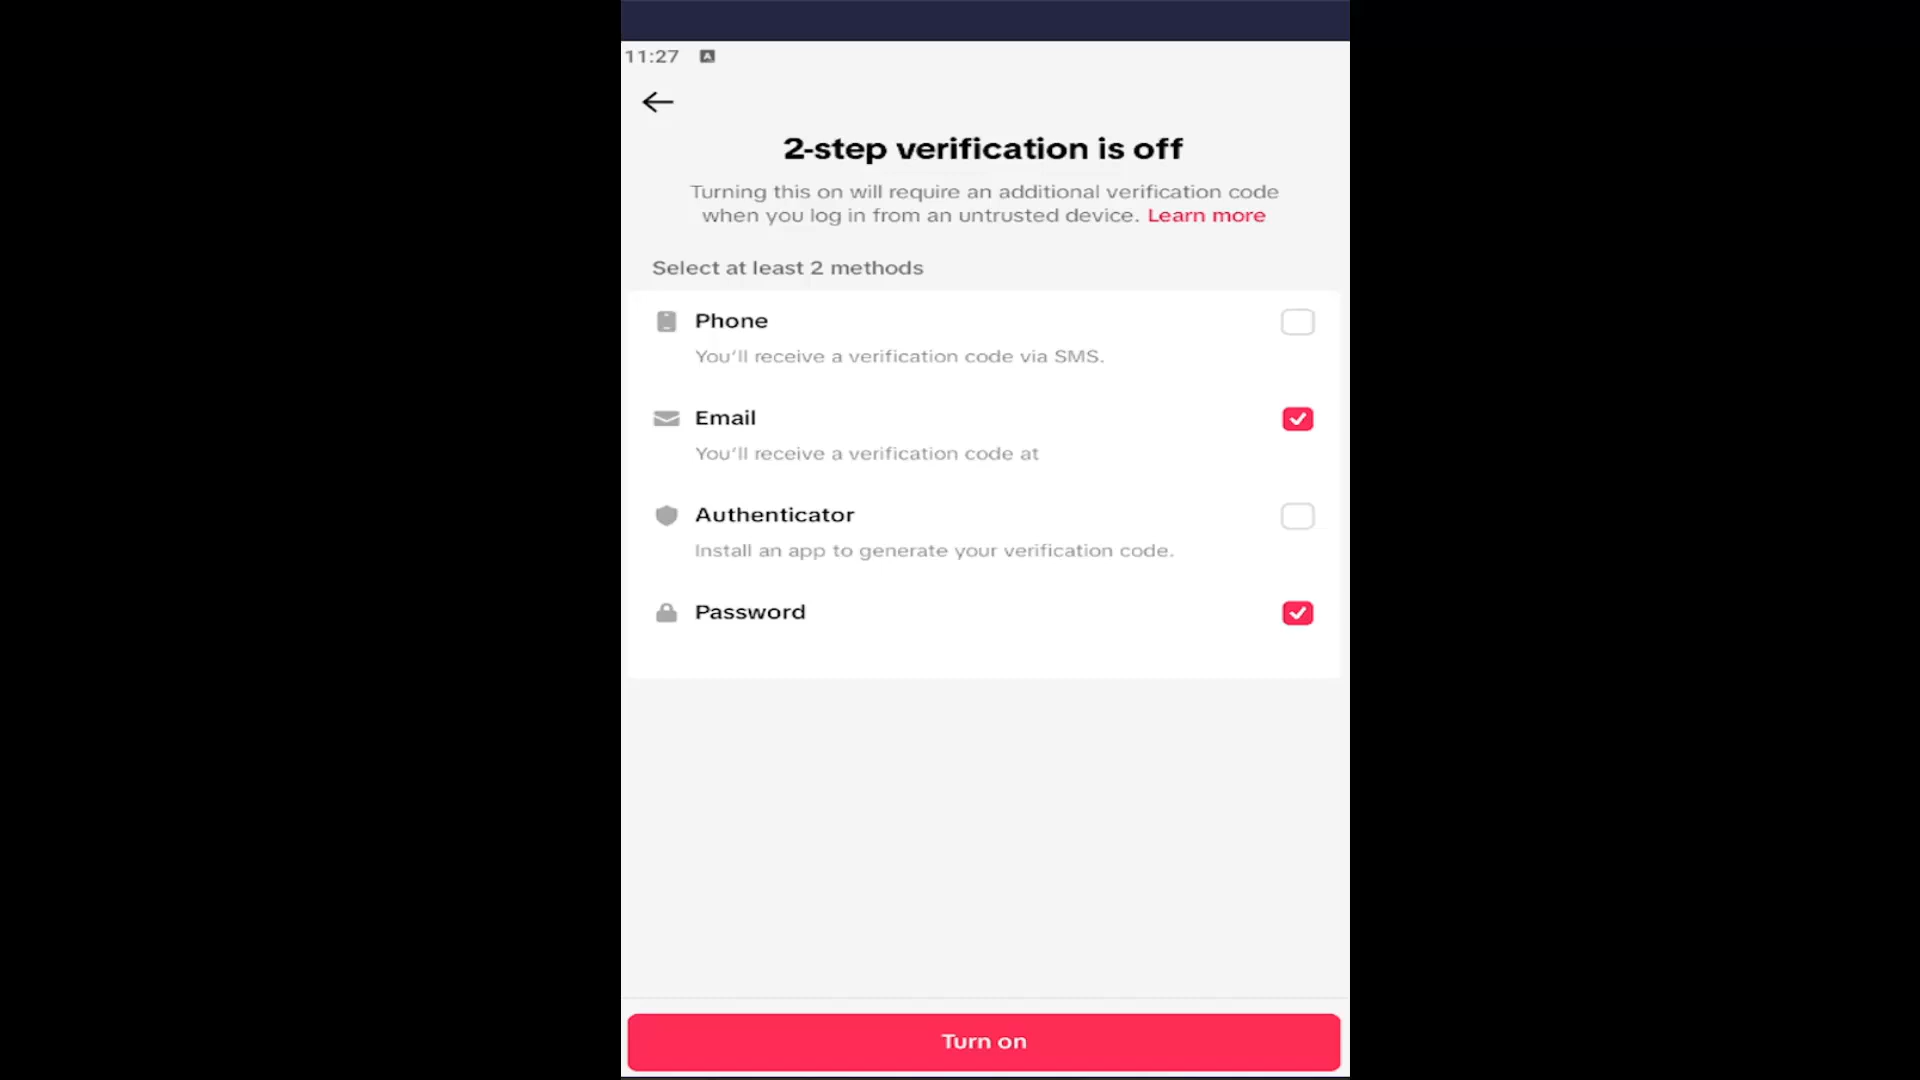 11:27 A
2-step verification is off
Turning this on will require an additional verification code
when you log in from an untrusted device. Learn more
Select at least 2 methods
Phone
You'll receive a verification code via SMS.
Email
You'll receive a verification code at
Authenticator
Install an app to generate your verification code.
Password
Turn on